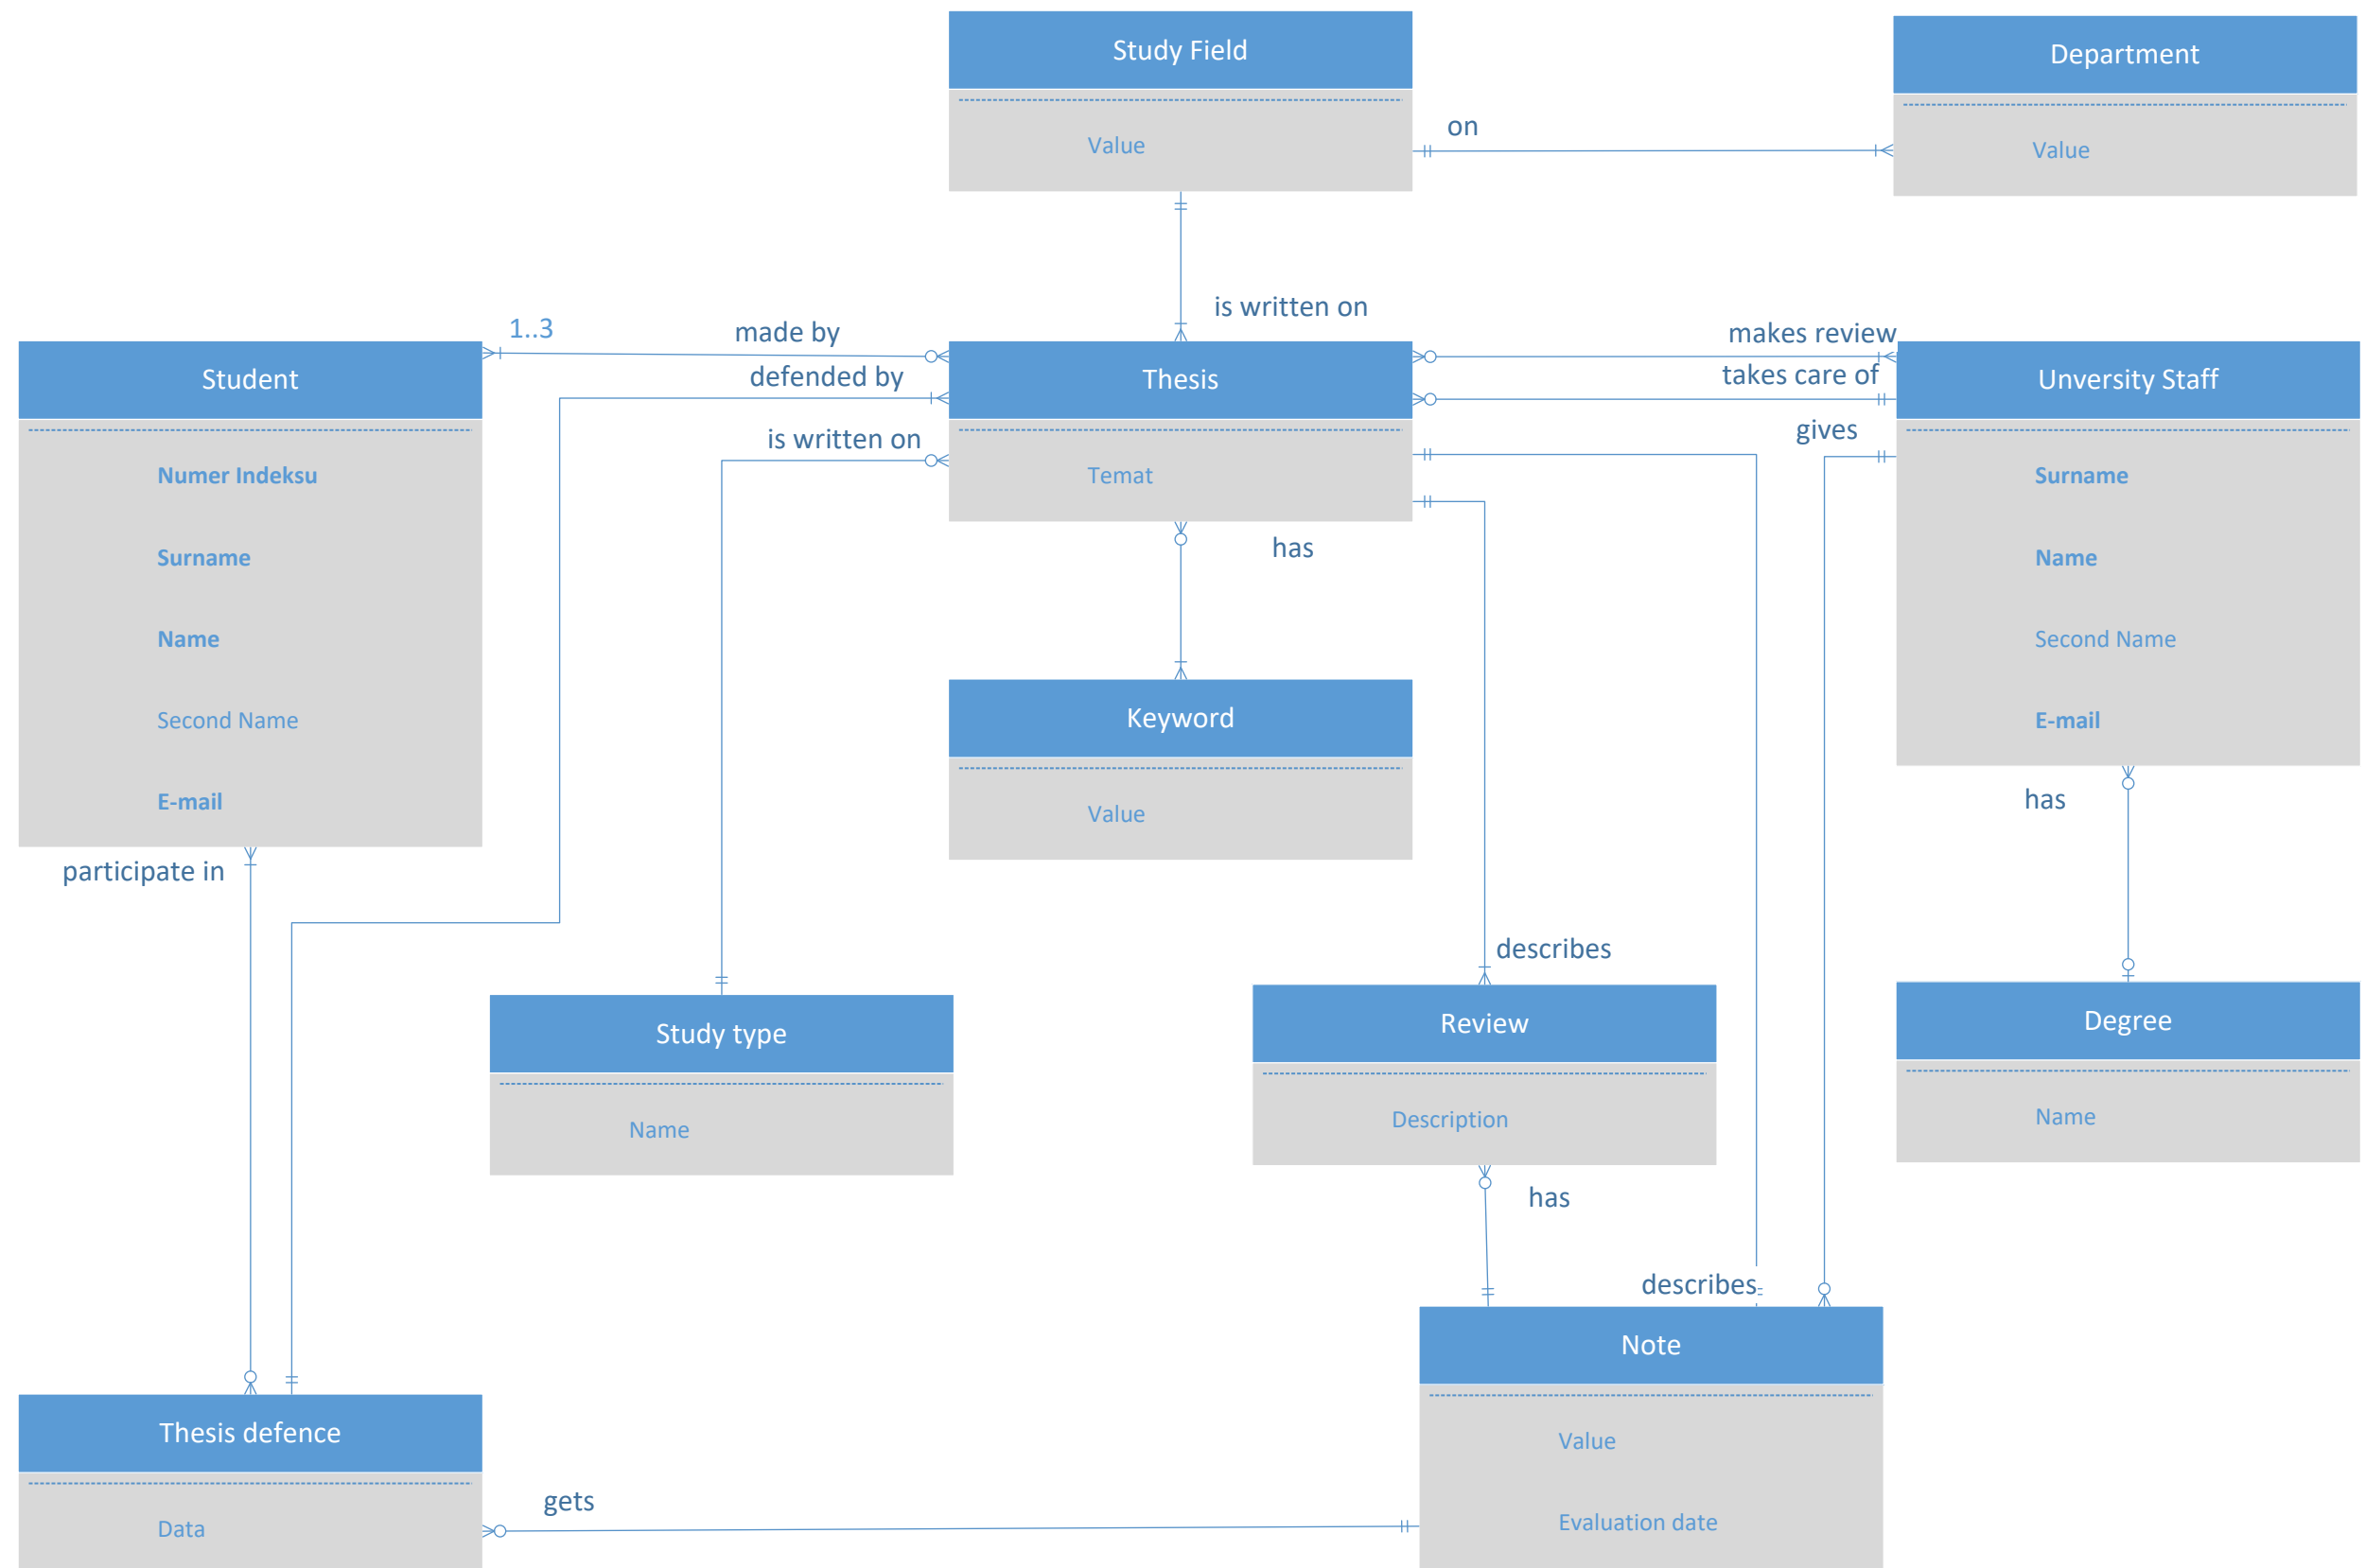 Study Field
Value
Department
Value
on
is written on
1..3
made by
defended by
is written on
makes review
takes care of
gives
Student
Numer Indeksu
Surname
Name
Second Name
E-mail
Thesis
Temat
Unversity Staff
Surname
Name
Second Name
E-mail
has
Keyword
Value
has
participate in
describes
Study type
Name
Review
Description
Degree
Name
has
describes
Note
Value
Evaluation date
Thesis defence
Data
gets